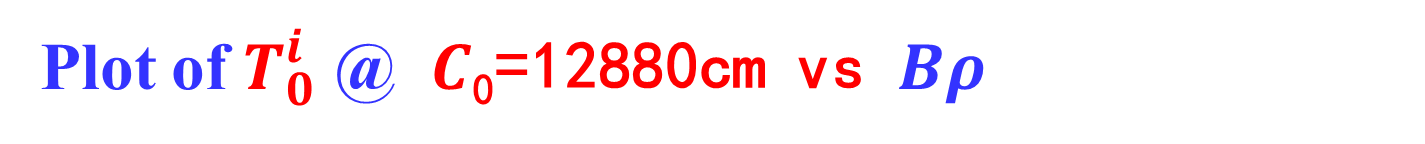 Plot of T₀ⁱ @ C₀=12880cm vs Bρ